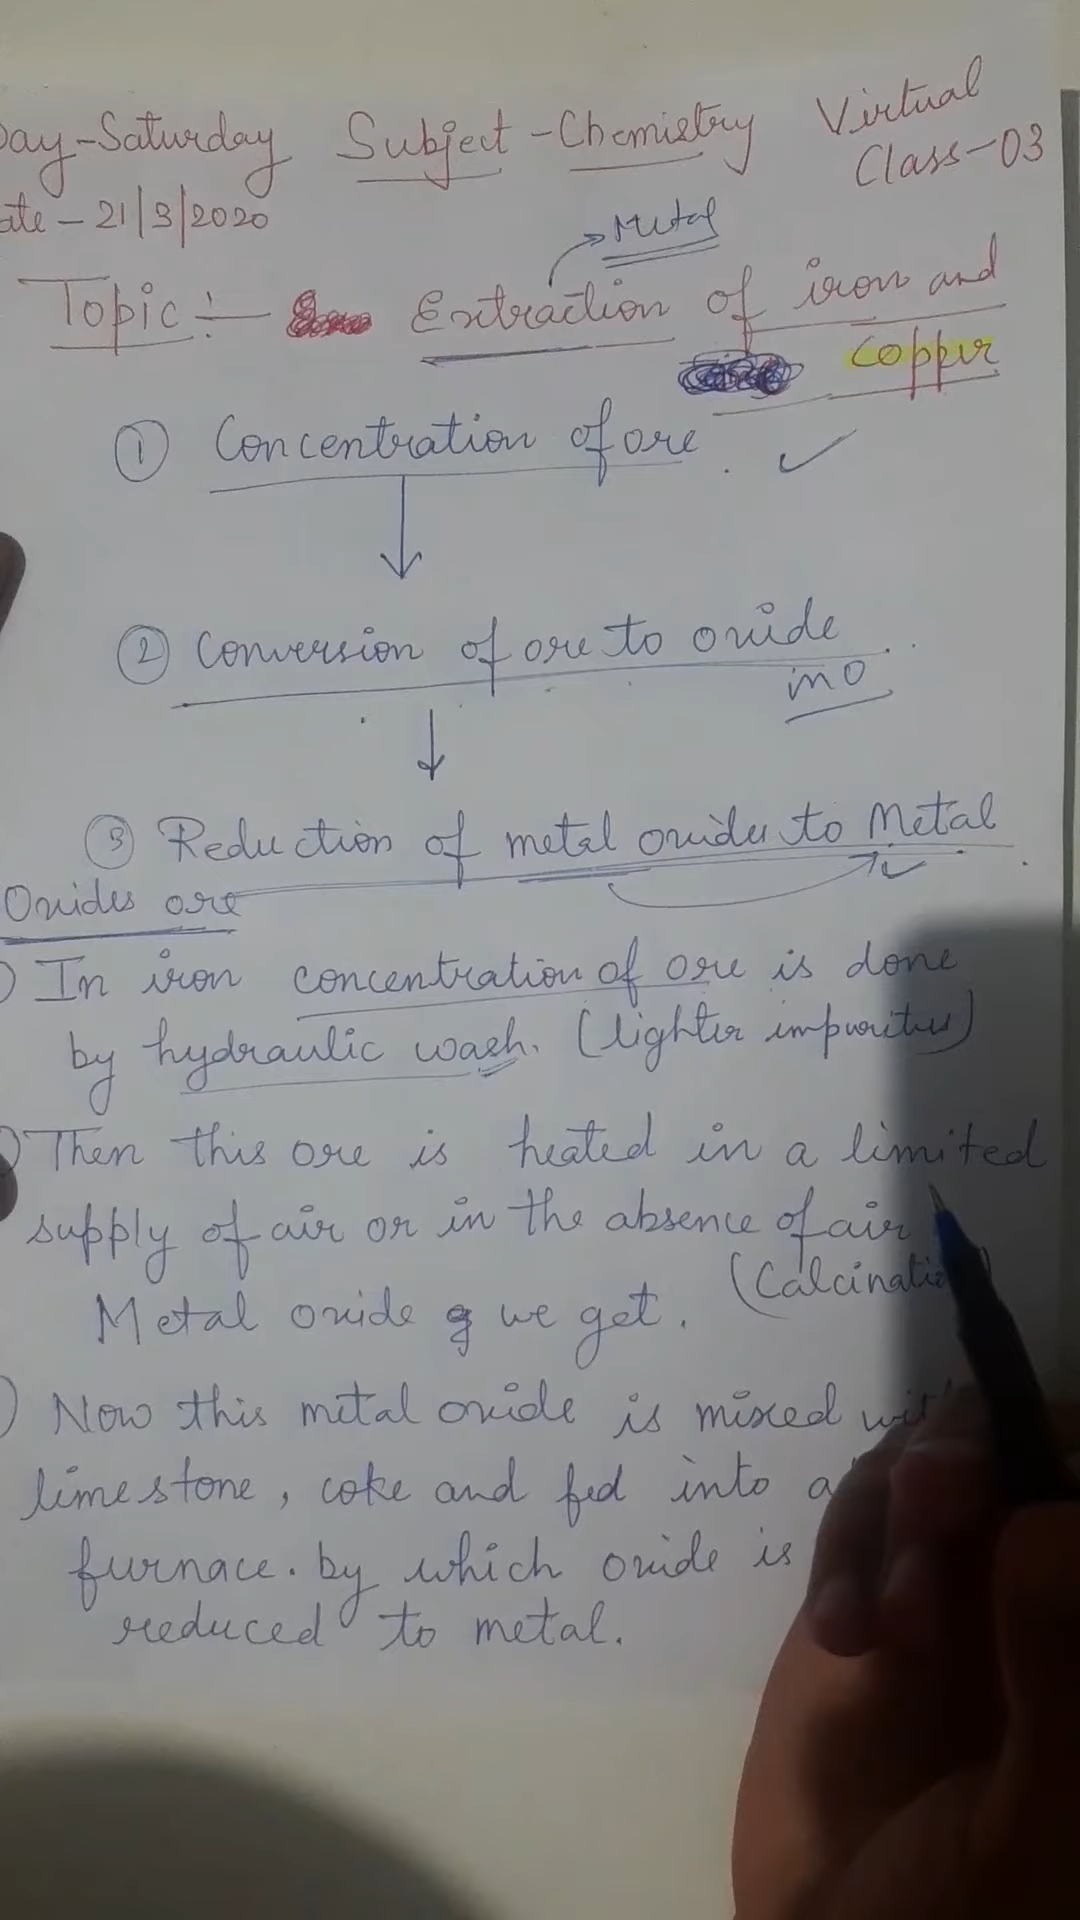 Day-Saturday Subject-Chemistry Virtual
Class-03
ate - 21/3/2020
Metal
Topic:- Extraction of iron and
Copper
① Concentration of ore.
② Conversion of ore to oxide
mo
③ Reduction of metal oxides to Metal
Oxides ore
) In iron concentration of ore is done
by hydraulic wash. (lighter impurities)
) Then this ore is heated in a limited
supply of air or in the absence of air
(Calcinati
Metal oxide we get.
) Now this metal oxide is mixed wit
limestone, coke and fed into a
furnace. by which oxide is
reduced to metal.